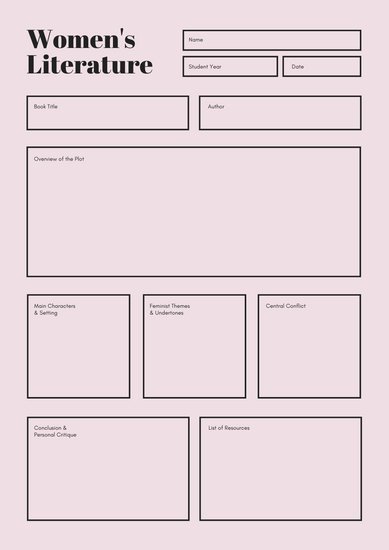 Women's
Literature
Name
Student Year
Date
Book Title
Author
Overview of the Plot
Main Characters
& Setting
Feminist Themes
& Undertones
Central Conflict
Conclusion &
Personal Critique
List of Resources